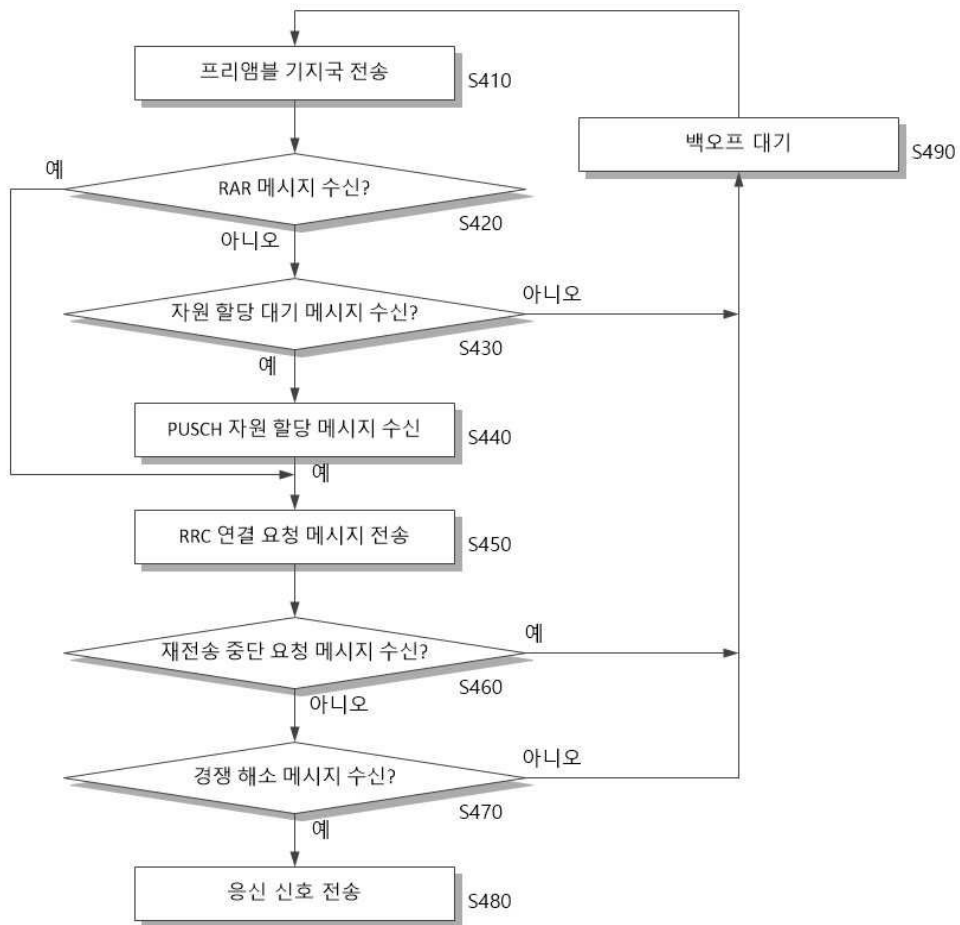 프리앰블 기지국 전송
S410
백오프 대기
S490
예
RAR 메시지 수신?
S420
아니오
자원 할당 대기 메시지 수신?
아니오
S430
예
PUSCH 자원 할당 메시지 수신
S440
예
RRC 연결 요청 메시지 전송
S450
재전송 중단 요청 메시지 수신?
예
S460
아니오
경쟁 해소 메시지 수신?
아니오
S470
예
응신 신호 전송
S480